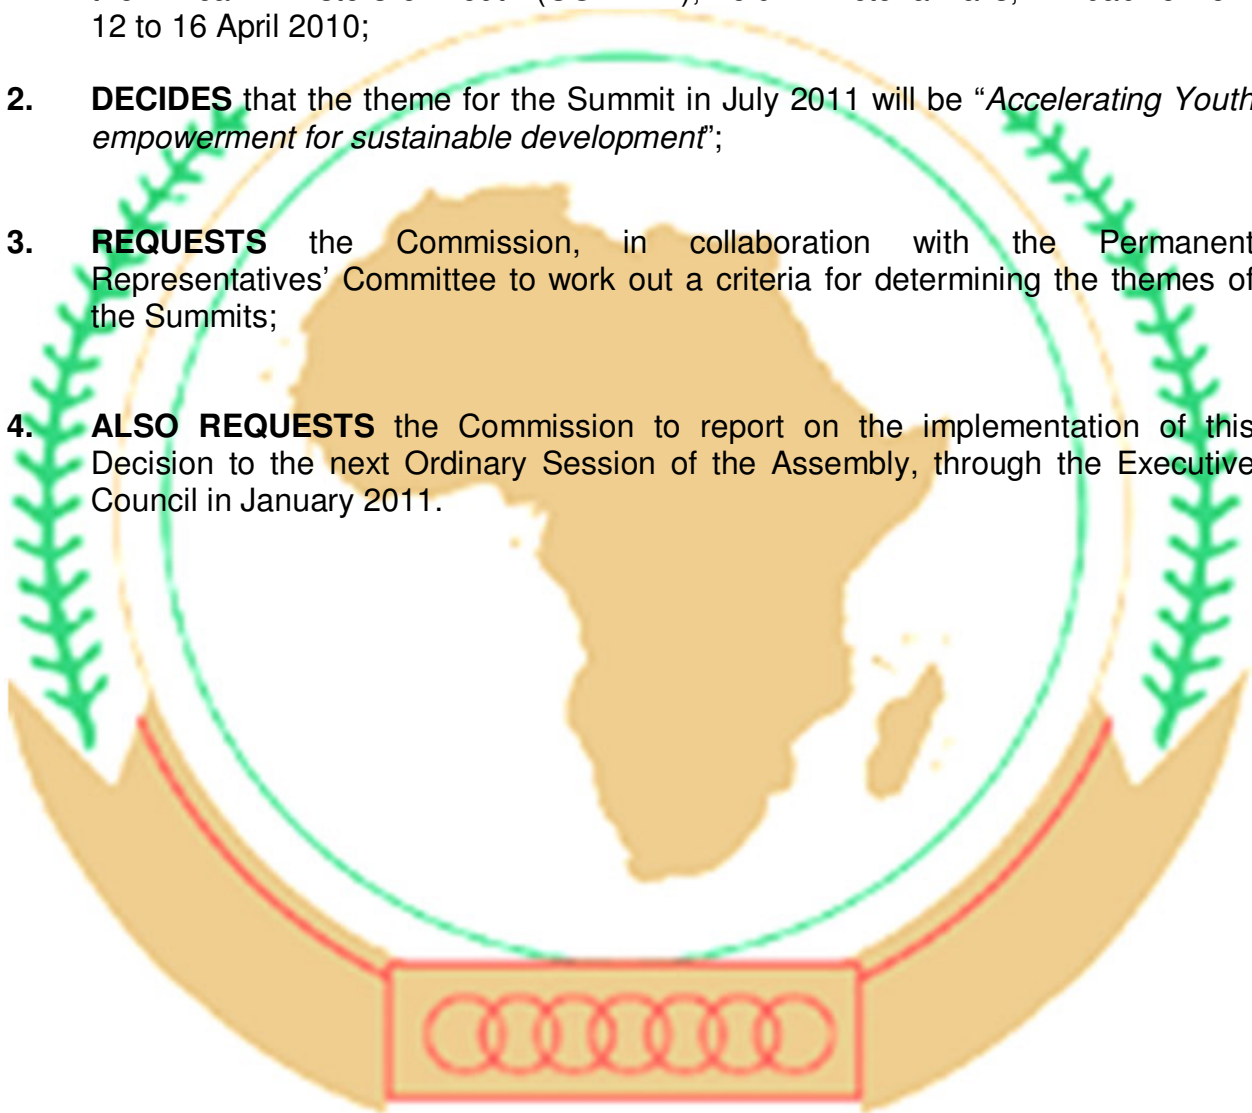 12 to 16 April 2010;
2. DECIDES that the theme for the Summit in July 2011 will be “Accelerating Youth
empowerment for sustainable development”;
3. REQUESTS the Commission, in collaboration with the Permanent
Representatives’ Committee to work out a criteria for determining the themes of
the Summits;
4. ALSO REQUESTS the Commission to report on the implementation of this
Decision to the next Ordinary Session of the Assembly, through the Executive
Council in January 2011.